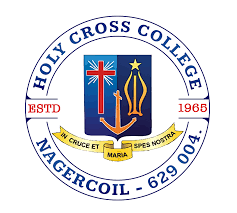 HOLY CROSS COLLEGE
ESTD 1965
IN CRUCE ET MARIA SPES NOSTRA
NAGERCOIL - 629 004.